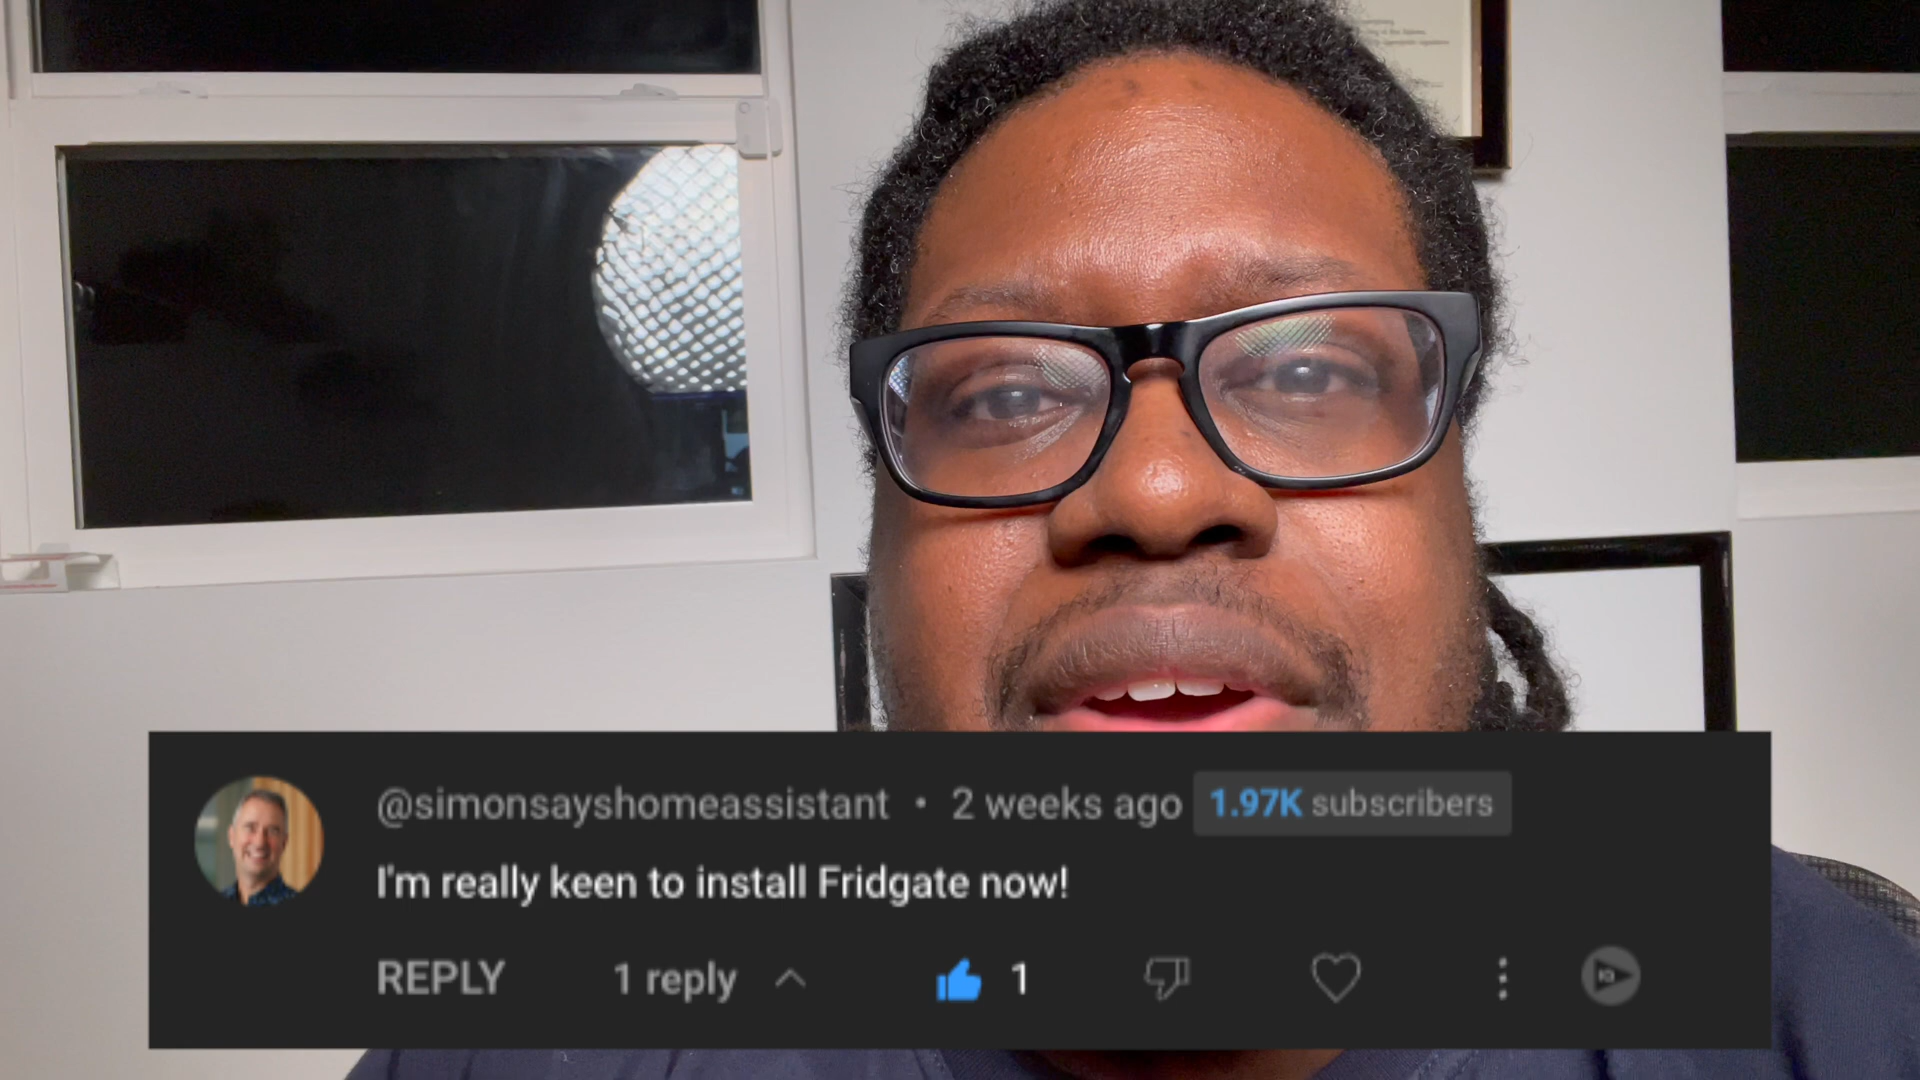 @simonsayshomeassistant • 2 weeks ago 1.97K subscribers
I'm really keen to install Fridgate now!
REPLY 1 reply 1